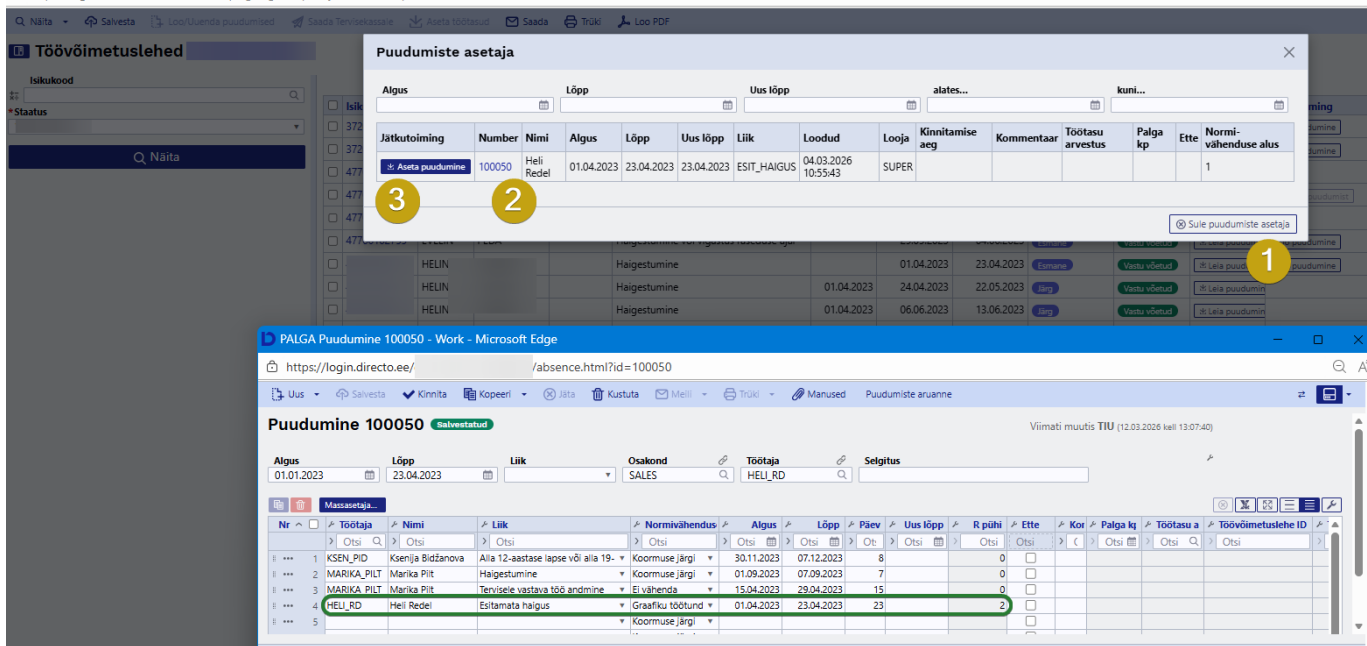 Näita Salvesta Loo/Uuenda puudumised Saada Tervisekassale Aseta töötasud Saada Trüki Loo PDF
Töövõimetuslehed
Isikukood
*Staatus
Näita
Puudumiste asetaja
Algus Lõpp Uus lõpp alates... kuni...
Jätkutoiming Number Nimi Algus Lõpp Uus lõpp Liik Loodud Looja Kinnitamise aeg Kommentaar Töötasu arvestus Palga kp Ette Normi-vähenduse alus
Aseta puudumine 100050 Heli Redel 01.04.2023 23.04.2023 23.04.2023 ESIT_HAIGUS 04.03.2026 10:55:43 SUPER 1
3 2
Sule puudumiste asetaja
1
HELIN Haigestumine 01.04.2023 23.04.2023 Esmane Vastu võetud Leia puud
HELIN Haigestumine 01.04.2023 24.04.2023 22.05.2023 Järg Vastu võetud Leia puudumin
HELIN Haigestumine 01.04.2023 06.06.2023 13.06.2023 Järg Vastu võetud Leia puudumin
PALGA Puudumine 100050 - Work - Microsoft Edge
https://login.directo.ee/ /absence.html?id=100050
Uus Salvesta Kinnita Kopeeri Jäta Kustuta Meili Trüki Manused Puudumiste aruanne
Puudumine 100050 Salvestatud Viimati muutis TIU (12.03.2026 kell 13:07:40)
Algus Lõpp Liik Osakond Töötaja Selgitus
01.01.2023 23.04.2023 SALES HELI_RD
Massasetaja...
Nr Töötaja Nimi Liik Normivähendus Algus Lõpp Päev Uus lõpp R pühi Ette Kor Palga kp Töötasu a Töövõimetuslehe ID
Otsi Otsi Otsi Otsi Otsi Otsi Ot: Otsi Otsi Otsi Otsi Otsi Otsi
1 KSEN_PID Ksenija Bidžanova Alla 12-aastase lapse või alla 19- Koormuse järgi 30.11.2023 07.12.2023 8 0
2 MARIKA_PILT Marika Pilt Haigestumine Koormuse järgi 01.09.2023 07.09.2023 7 0
3 MARIKA_PILT Marika Pilt Tervisele vastava töö andmine Ei vähenda 15.04.2023 29.04.2023 15 0
4 HELI_RD Heli Redel Esitamata haigus Graafiku töötund 01.04.2023 23.04.2023 23 2
5 Koormuse järgi